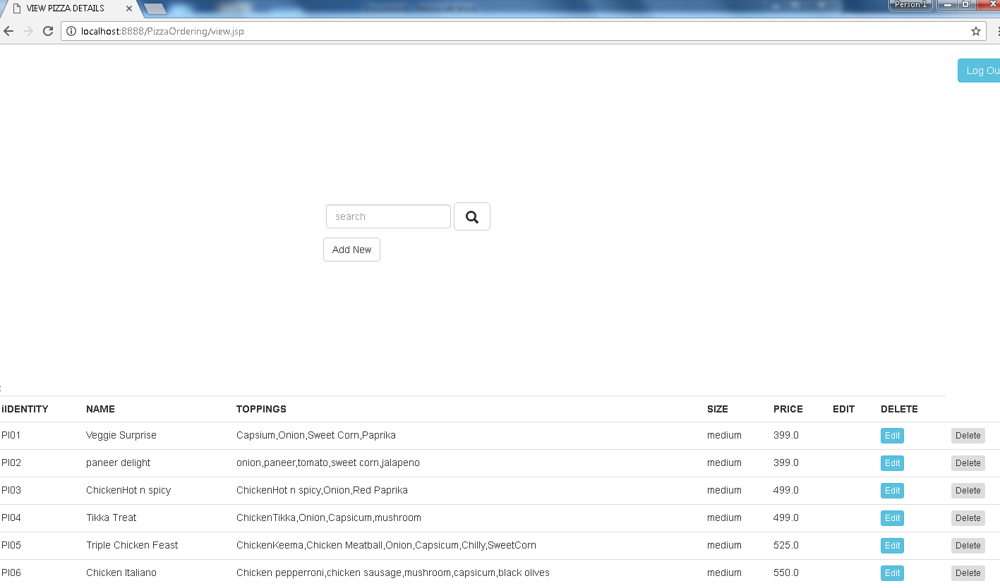 VIEW PIZZA DETAILS
Person 1
localhost:8888/PizzaOrdering/view.jsp
Log Ou
search
Add New
iIDENTITY NAME TOPPINGS SIZE PRICE EDIT DELETE
PI01 Veggie Surprise Capsium,Onion,Sweet Corn,Paprika medium 399.0 Edit Delete
PI02 paneer delight onion,paneer,tomato,sweet corn,jalapeno medium 399.0 Edit Delete
PI03 ChickenHot n spicy ChickenHot n spicy,Onion,Red Paprika medium 499.0 Edit Delete
PI04 Tikka Treat ChickenTikka,Onion,Capsicum,mushroom medium 499.0 Edit Delete
PI05 Triple Chicken Feast ChickenKeema,Chicken Meatball,Onion,Capsicum,Chilly,SweetCorn medium 525.0 Edit Delete
PI06 Chicken Italiano Chicken pepperroni,chicken sausage,mushroom,capsicum,black olives medium 550.0 Edit Delete